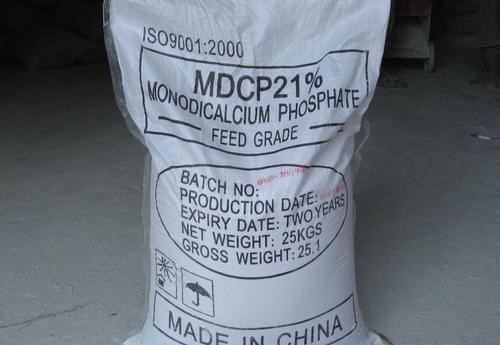 ISO9001:2000
MDCP21%
MONODICALCIUM PHOSPHATE
FEED GRADE
BATCH NO:
PRODUCTION DATE:
EXPIRY DATE: TWO YEARS
NET WEIGHT: 25KGS
GROSS WEIGHT: 25.1
MADE IN CHINA